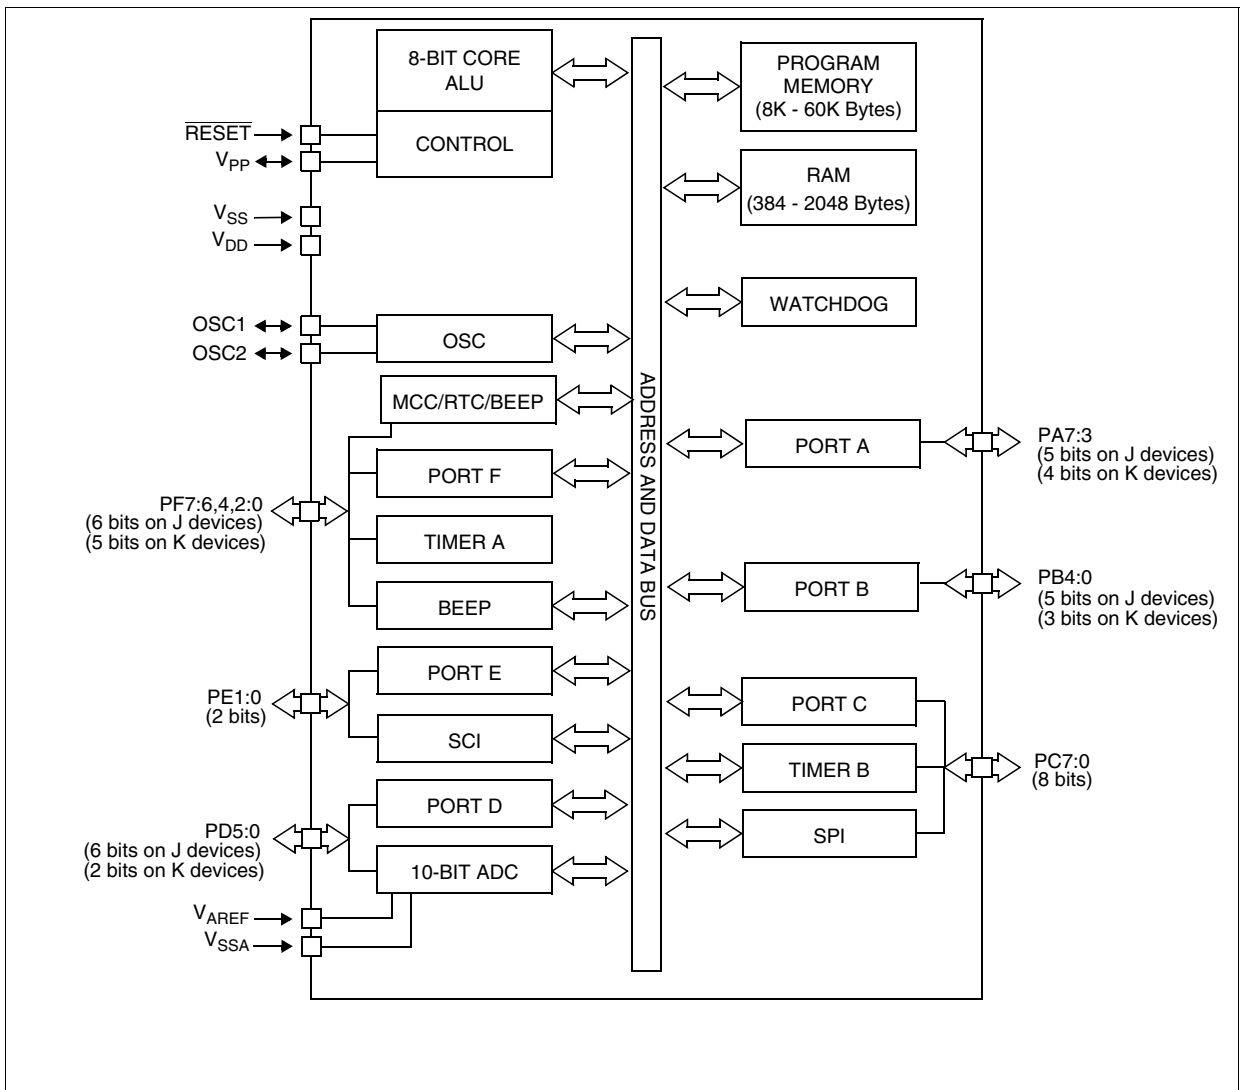 8-BIT CORE
ALU
CONTROL
RESET
VPP
VSS
VDD
OSC1
OSC2
OSC
MCC/RTC/BEEP
PORT F
TIMER A
BEEP
PF7:6,4,2:0
(6 bits on J devices)
(5 bits on K devices)
PORT E
SCI
PE1:0
(2 bits)
PORT D
10-BIT ADC
PD5:0
(6 bits on J devices)
(2 bits on K devices)
VAREF
VSSA
ADDRESS AND DATA BUS
PROGRAM
MEMORY
(8K - 60K Bytes)
RAM
(384 - 2048 Bytes)
WATCHDOG
PORT A
PA7:3
(5 bits on J devices)
(4 bits on K devices)
PORT B
PB4:0
(5 bits on J devices)
(3 bits on K devices)
PORT C
TIMER B
SPI
PC7:0
(8 bits)